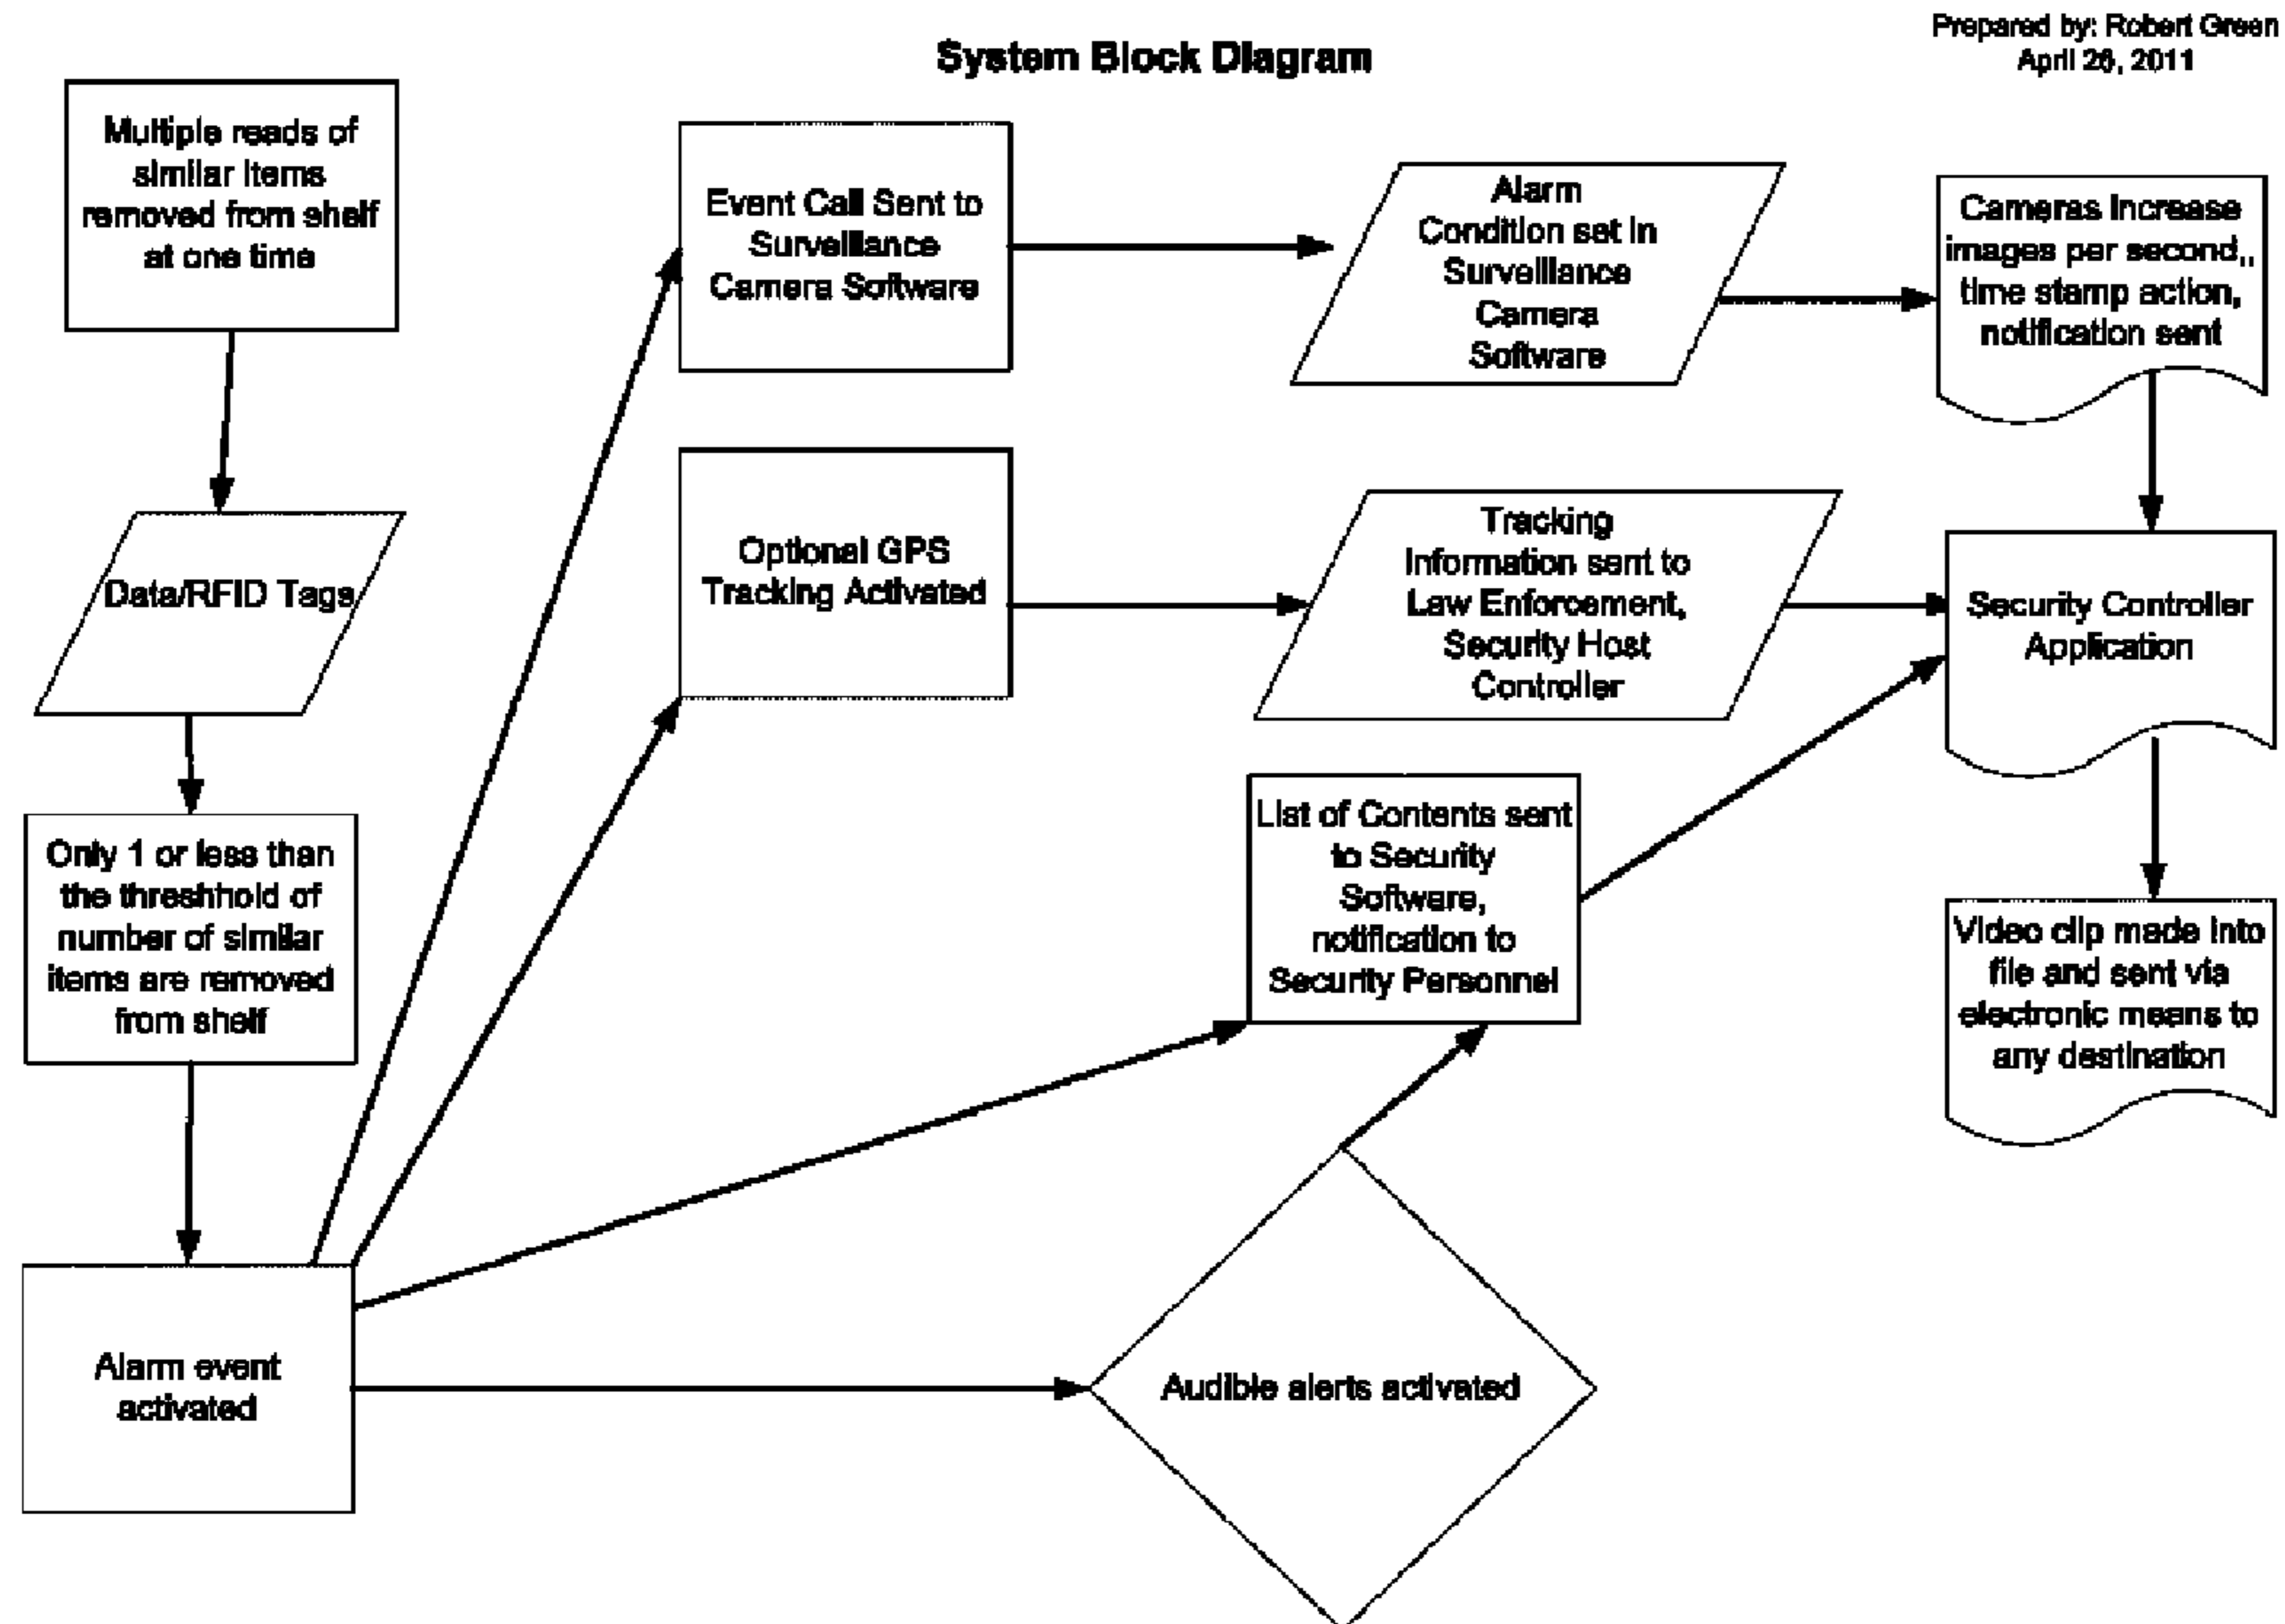 System Block Diagram
Prepared by: Robert Green
April 26, 2011
Multiple reads of
similar items
removed from shelf
at one time
Data/RFID Tags
Only 1 or less than
the threshhold of
number of similar
items are removed
from shelf
Alarm event
activated
Event Call Sent to
Surveillance
Camera Software
Alarm
Condition set in
Surveillance
Camera
Software
Cameras increase
images per second,,
time stamp action,
notification sent
Optional GPS
Tracking Activated
Tracking
Information sent to
Law Enforcement,
Security Host
Controller
Security Controller
Application
List of Contents sent
to Security
Software,
notification to
Security Personnel
Video clip made into
file and sent via
electronic means to
any destination
Audible alerts activated